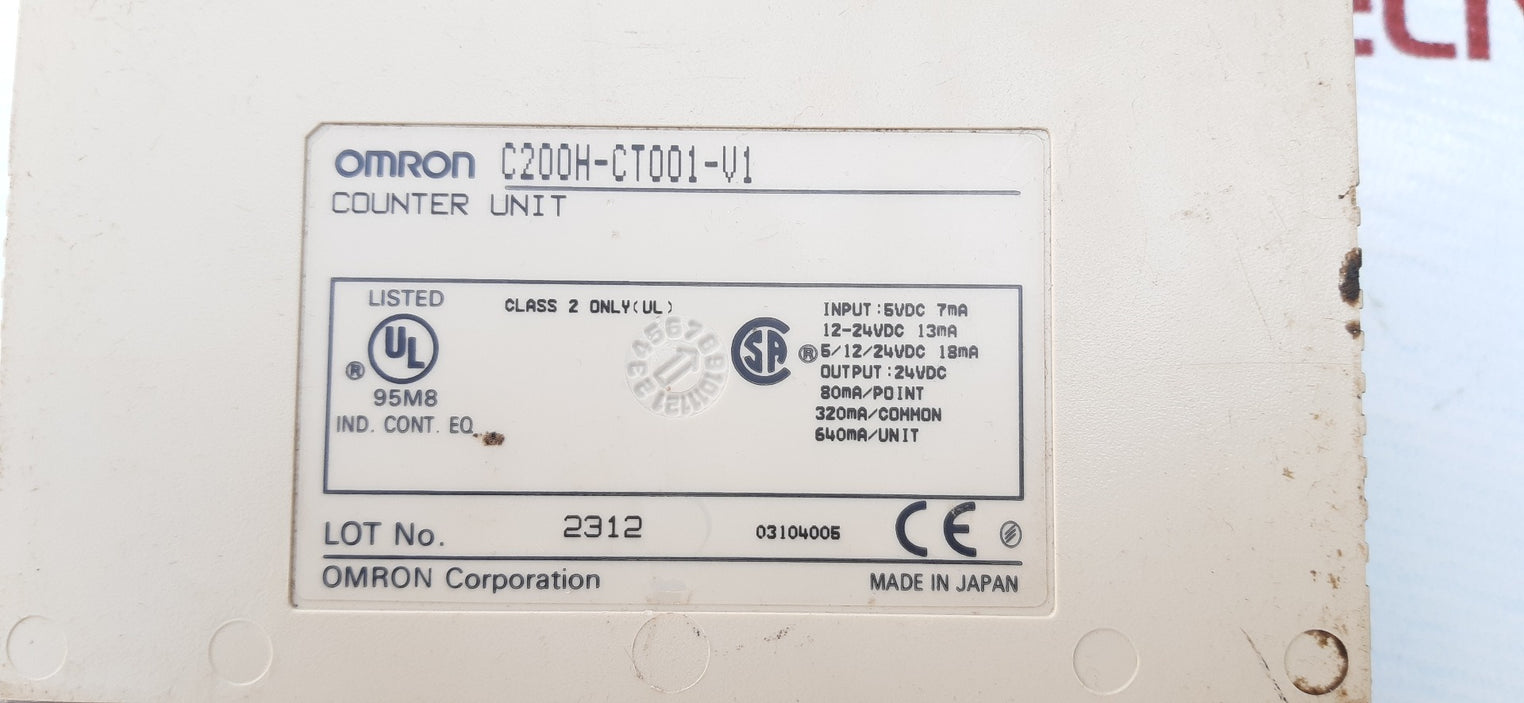 OMRON C200H-CT001-V1
COUNTER UNIT
LISTED
UL
®
95M8
IND. CONT. EQ.
CLASS 2 ONLY(UL)
SA ®
INPUT:5VDC 7mA
12-24VDC 13mA
5/12/24VDC 18mA
OUTPUT:24VDC
80mA/POINT
320mA/COMMON
640mA/UNIT
LOT No. 2312 03104005 CE
OMRON Corporation MADE IN JAPAN